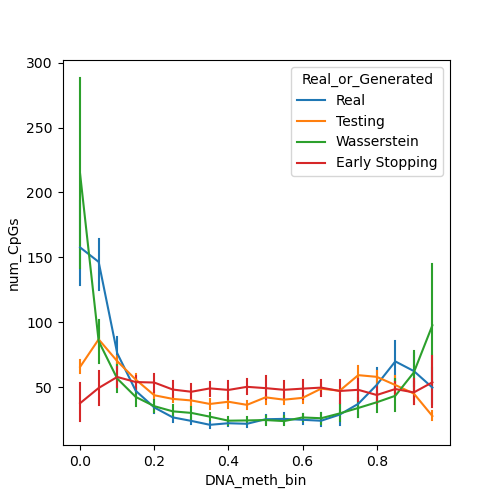 Real_or_Generated
Real
Testing
Wasserstein
Early Stopping
num_CpGs
300
250
200
150
100
50
0.0 0.2 0.4 0.6 0.8
DNA_meth_bin